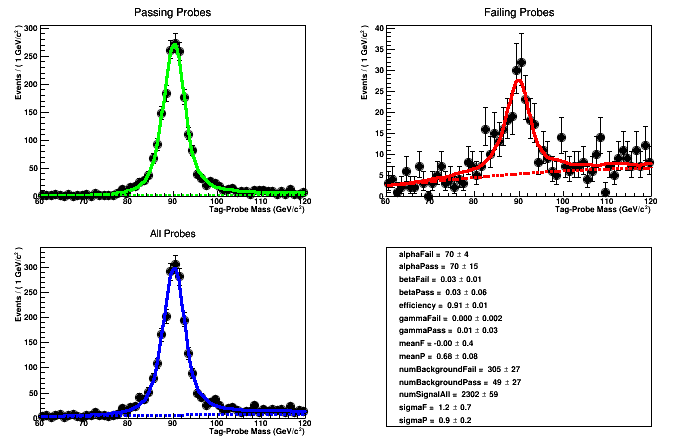 Passing Probes
Events / ( 1 GeV/c² )
300
250
200
150
100
50
0
60 70 80 90 100 110 120
Tag-Probe Mass (GeV/c²)
Failing Probes
Events / ( 1 GeV/c² )
40
35
30
25
20
15
10
5
0
60 70 80 90 100 110 120
Tag-Probe Mass (GeV/c²)
All Probes
Events / ( 1 GeV/c² )
300
250
200
150
100
50
0
60 70 80 90 100 110 120
Tag-Probe Mass (GeV/c²)
alphaFail = 70 ± 4
alphaPass = 70 ± 15
betaFail = 0.03 ± 0.01
betaPass = 0.03 ± 0.06
efficiency = 0.91 ± 0.01
gammaFail = 0.000 ± 0.002
gammaPass = 0.01 ± 0.03
meanF = -0.00 ± 0.4
meanP = 0.68 ± 0.08
numBackgroundFail = 305 ± 27
numBackgroundPass = 49 ± 27
numSignalAll = 2302 ± 59
sigmaF = 1.2 ± 0.7
sigmaP = 0.9 ± 0.2